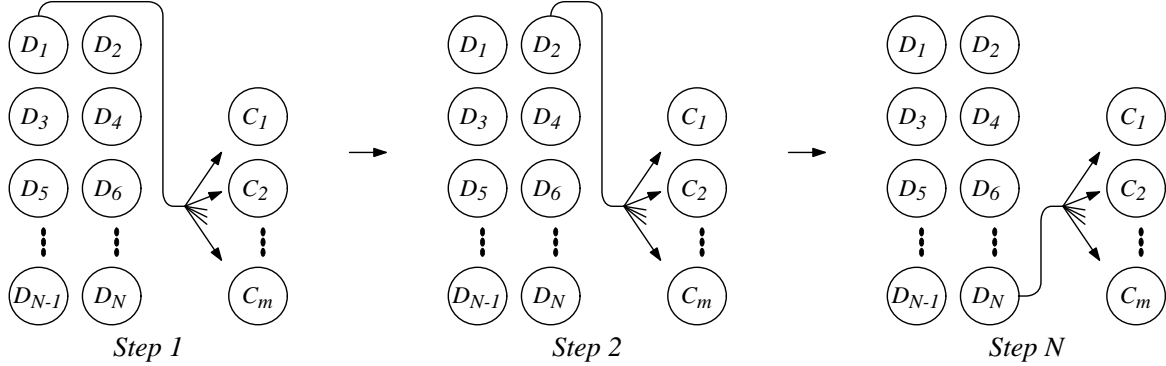 D1 D2 D1 D2 D1 D2
D3 D4 C1 D3 D4 C1 D3 D4 C1
D5 D6 C2 D5 D6 C2 D5 D6 C2
DN-1 DN Cm DN-1 DN Cm DN-1 DN Cm
Step 1 Step 2 Step N